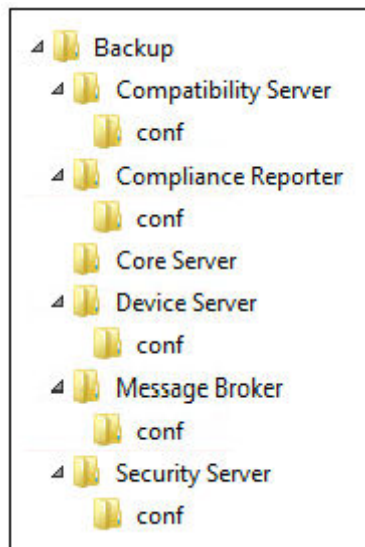 Backup
Compatibility Server
conf
Compliance Reporter
conf
Core Server
Device Server
conf
Message Broker
conf
Security Server
conf